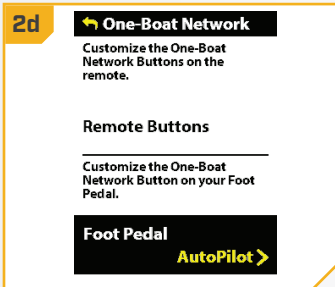 2d
One-Boat Network
Customize the One-Boat
Network Buttons on the
remote.
Remote Buttons
Customize the One-Boat
Network Button on your Foot
Pedal.
Foot Pedal
AutoPilot >